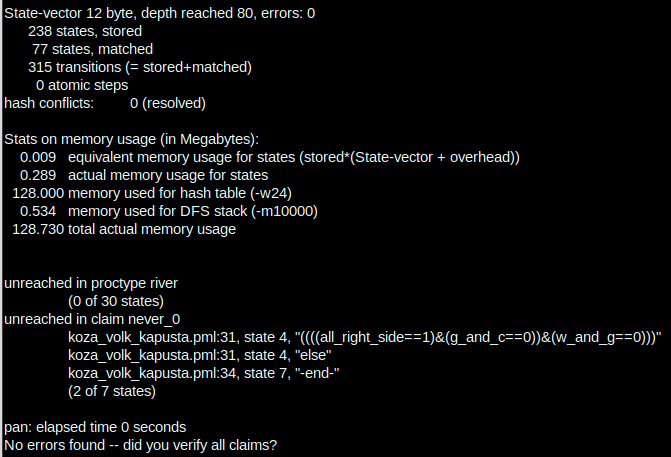 State-vector 12 byte, depth reached 80, errors: 0
238 states, stored
77 states, matched
315 transitions (= stored+matched)
0 atomic steps
hash conflicts: 0 (resolved)
Stats on memory usage (in Megabytes):
0.009 equivalent memory usage for states (stored*(State-vector + overhead))
0.289 actual memory usage for states
128.000 memory used for hash table (-w24)
0.534 memory used for DFS stack (-m10000)
128.730 total actual memory usage
unreached in proctype river
(0 of 30 states)
unreached in claim never_0
koza_volk_kapusta.pml:31, state 4, "((((all_right_side==1)&(g_and_c==0))&(w_and_g==0)))"
koza_volk_kapusta.pml:31, state 4, "else"
koza_volk_kapusta.pml:34, state 7, "-end-"
(2 of 7 states)
pan: elapsed time 0 seconds
No errors found -- did you verify all claims?